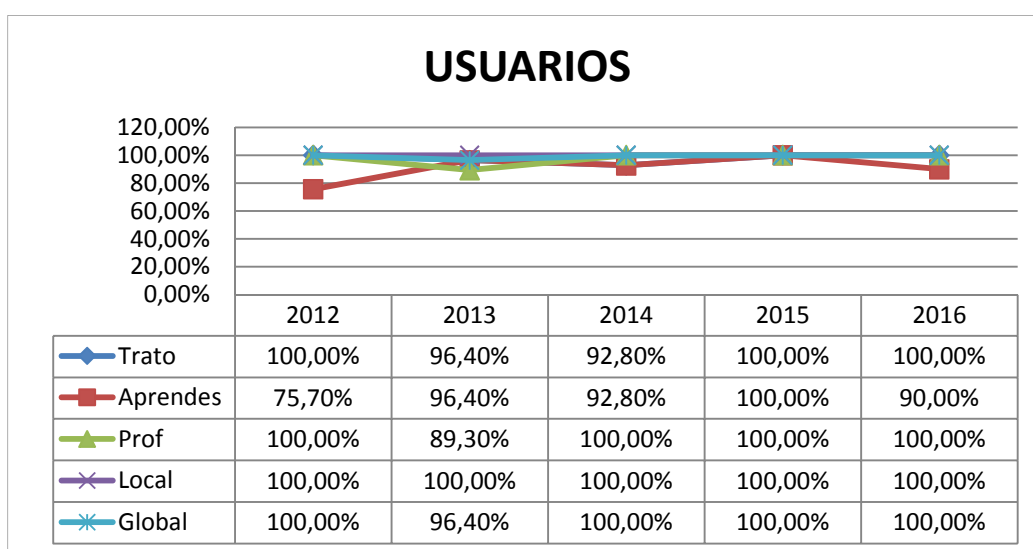 USUARIOS
120,00%
100,00%
80,00%
60,00%
40,00%
20,00%
0,00%
2012 2013 2014 2015 2016
Trato 100,00% 96,40% 92,80% 100,00% 100,00%
Aprendes 75,70% 96,40% 92,80% 100,00% 90,00%
Prof 100,00% 89,30% 100,00% 100,00% 100,00%
Local 100,00% 100,00% 100,00% 100,00% 100,00%
Global 100,00% 96,40% 100,00% 100,00% 100,00%